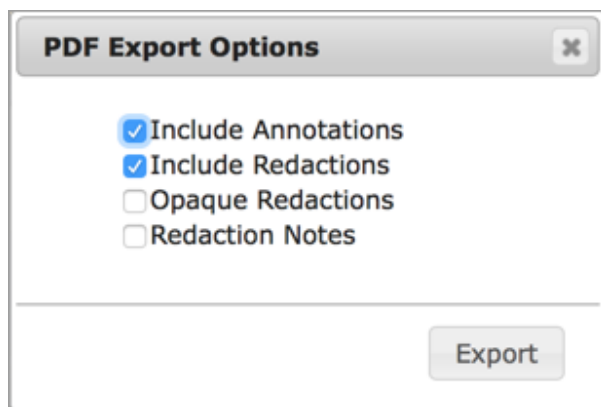 PDF Export Options
Include Annotations
Include Redactions
Opaque Redactions
Redaction Notes
Export